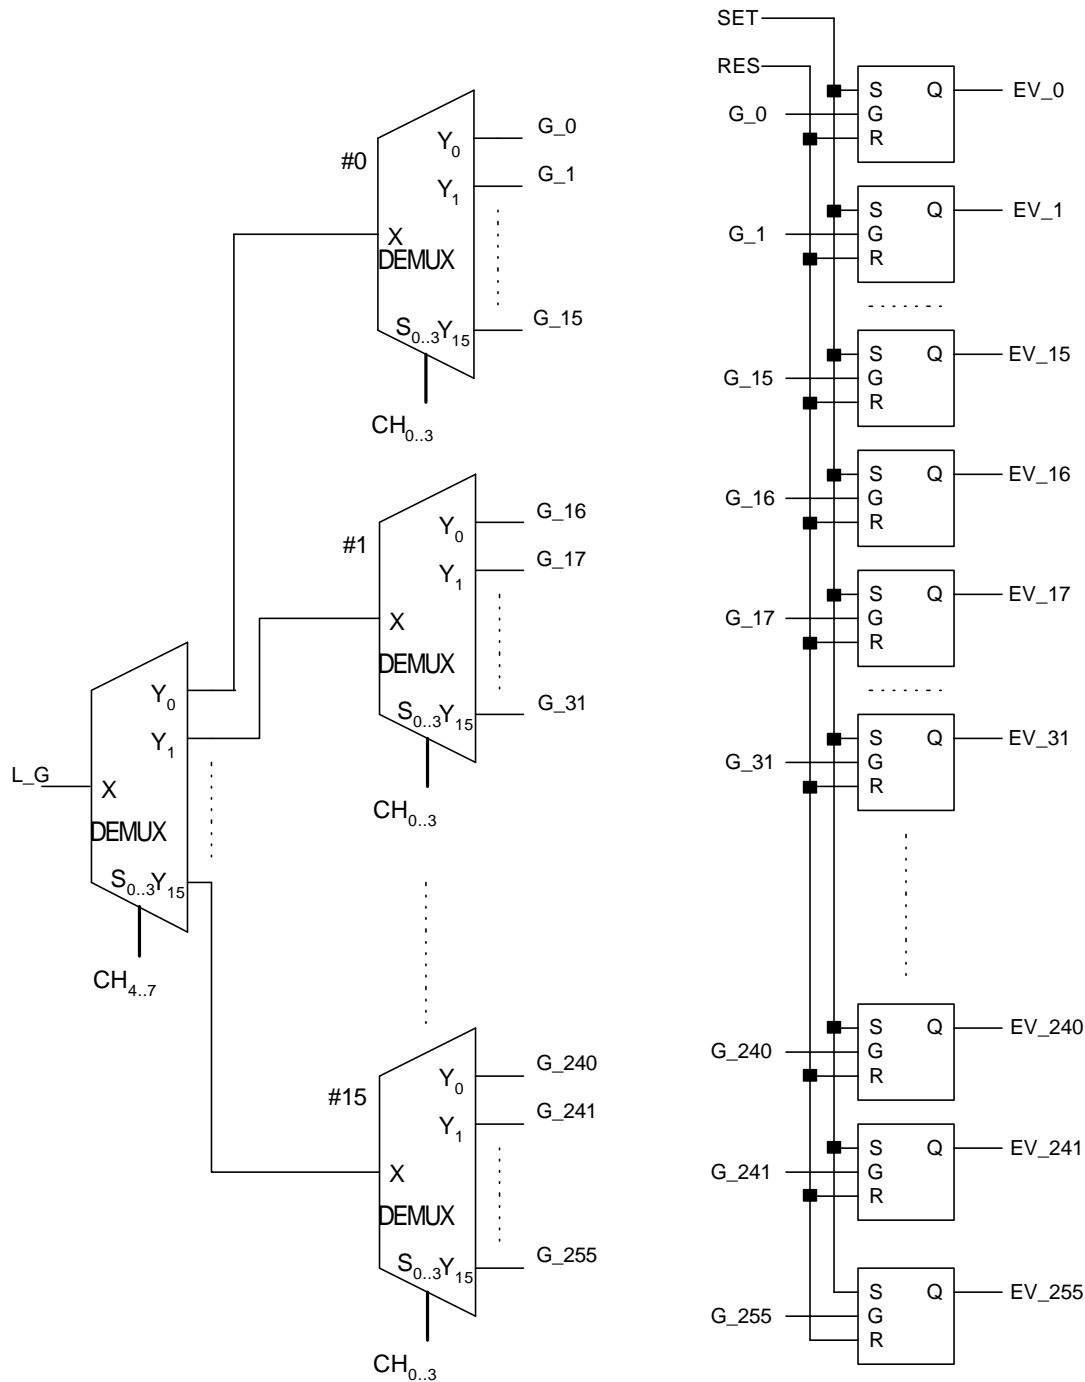 SET
RES
#0
X
DEMUX
Y0
Y1
S0..3Y15
CH0..3
G_0
G_1
G_15
#1
X
DEMUX
Y0
Y1
S0..3Y15
CH0..3
G_16
G_17
G_31
L_G
X
DEMUX
Y0
Y1
S0..3Y15
CH4..7
#15
X
DEMUX
Y0
Y1
S0..3Y15
CH0..3
G_240
G_241
G_255
S Q EV_0
G_0 G
R
S Q EV_1
G_1 G
R
S Q EV_15
G_15 G
R
S Q EV_16
G_16 G
R
S Q EV_17
G_17 G
R
S Q EV_31
G_31 G
R
S Q EV_240
G_240 G
R
S Q EV_241
G_241 G
R
S Q EV_255
G_255 G
R